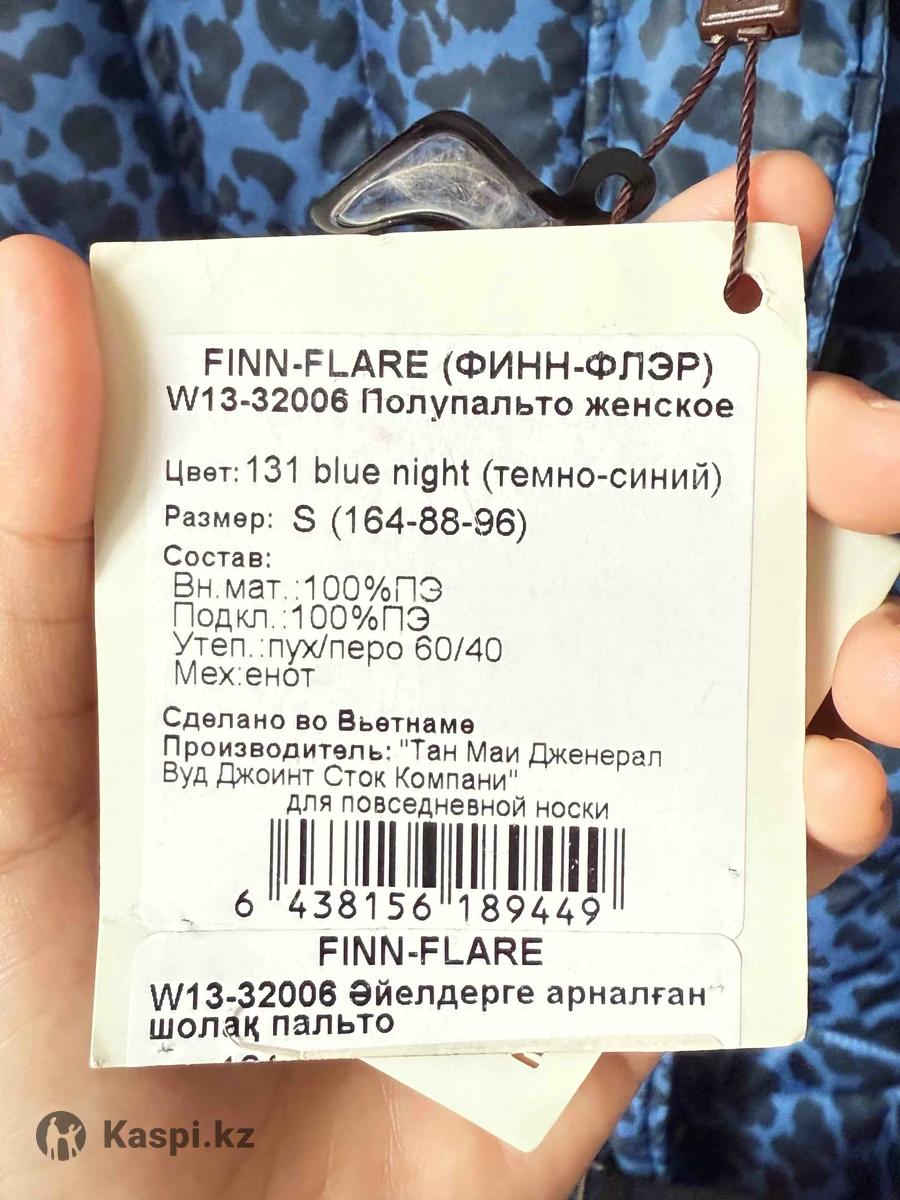 FINN-FLARE (ФИНН-ФЛЭР)
W13-32006 Полупальто женское
Цвет: 131 blue night (темно-синий)
Размер: S (164-88-96)
Состав:
Вн.мат.:100%ПЭ
Подкл.:100%ПЭ
Утеп.:пух/перо 60/40
Мех:енот
Сделано во Вьетнаме
Производитель: "Тан Маи Дженерал
Вуд Джоинт Сток Компани"
для повседневной носки
6 438156 189449
FINN-FLARE
W13-32006 Әйелдерге арналған
шолақ пальто
Kaspi.kz